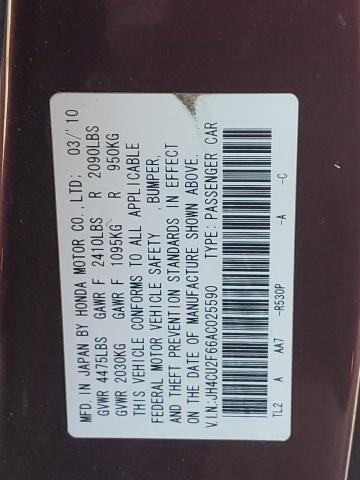 MFD. IN JAPAN BY HONDA MOTOR CO., LTD; 03/'10
GVWR 4475LBS GAWR F 2410LBS R 2090LBS
GVWR 2030KG GAWR F 1095KG R 950KG
THIS VEHICLE CONFORMS TO ALL APPLICABLE
FEDERAL MOTOR VEHICLE SAFETY , BUMPER,
AND THEFT PREVENTION STANDARDS IN EFFECT
ON THE DATE OF MANUFACTURE SHOWN ABOVE.
V.I.N:JH4CU2F66AC025590 TYPE: PASSENGER CAR
TL2 A AA7 -R530P -A -C